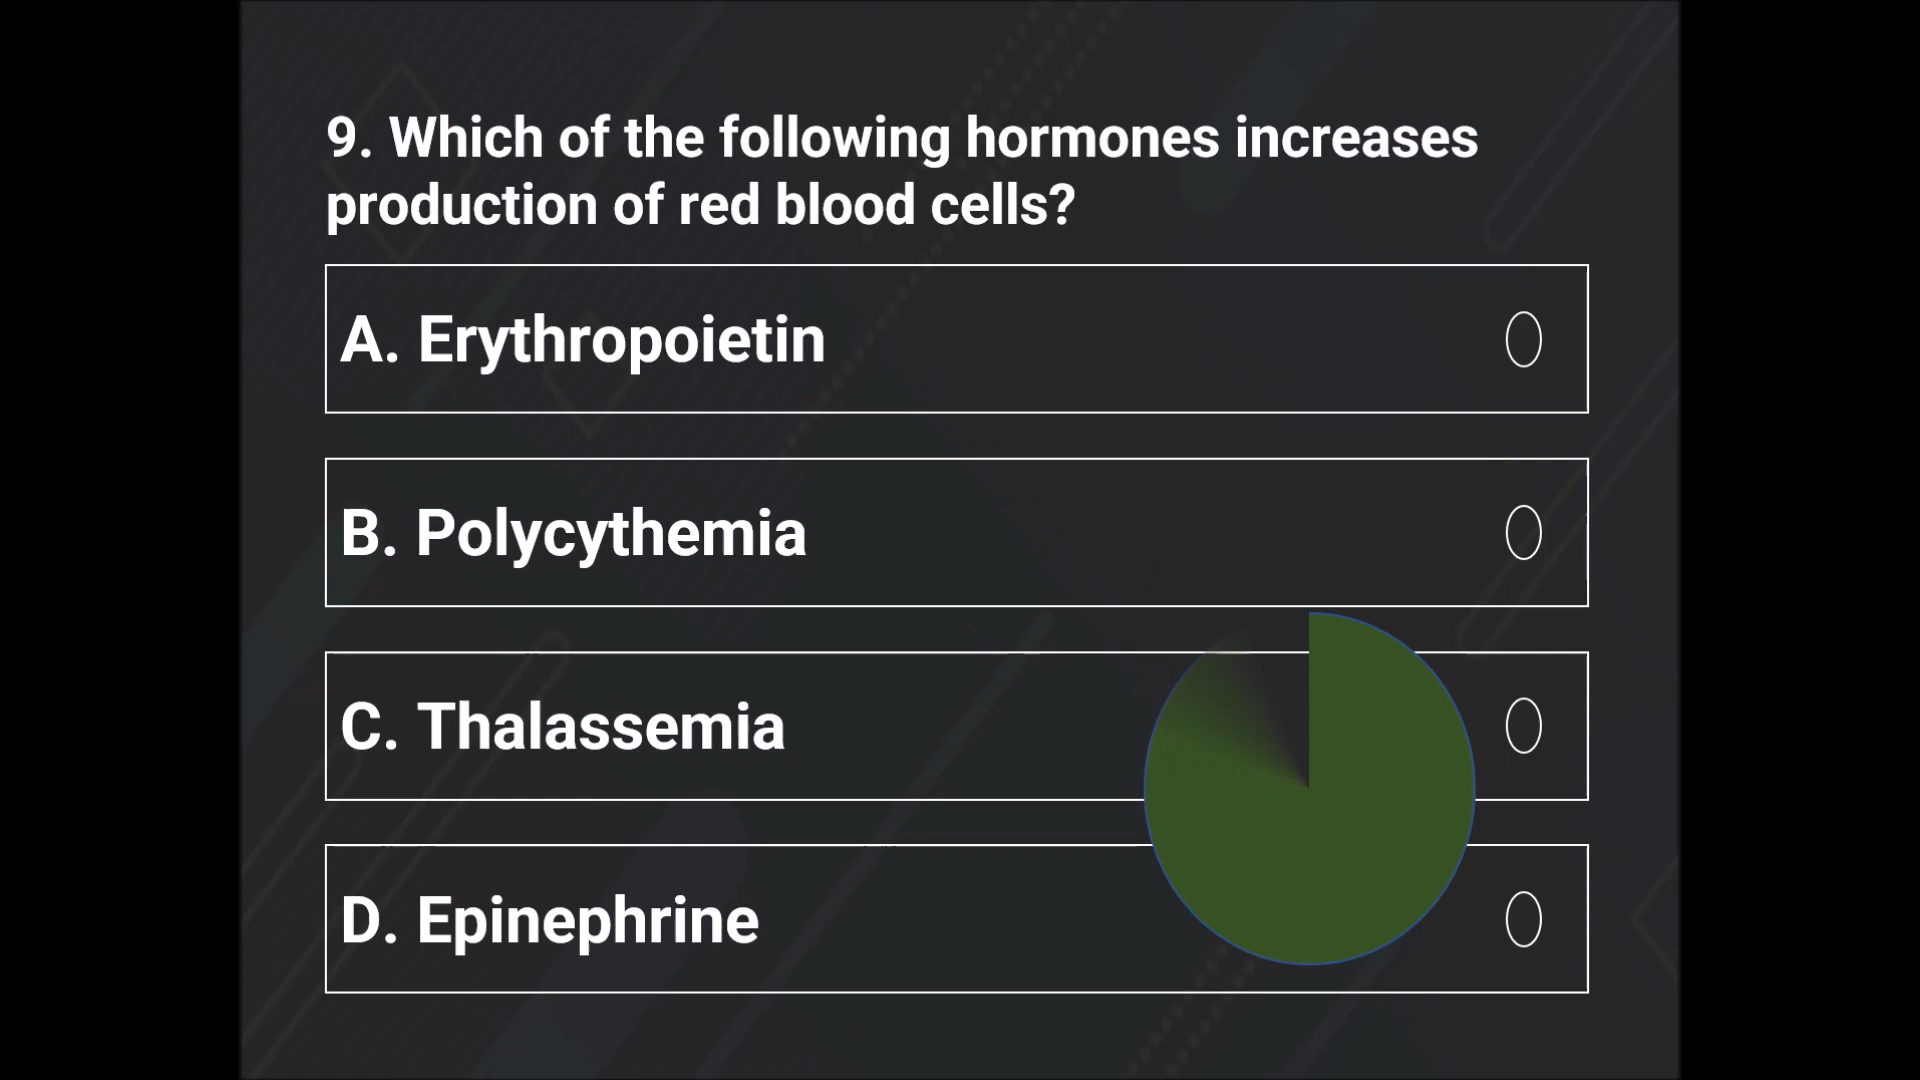 9. Which of the following hormones increases
production of red blood cells?
A. Erythropoietin
B. Polycythemia
C. Thalassemia
D. Epinephrine